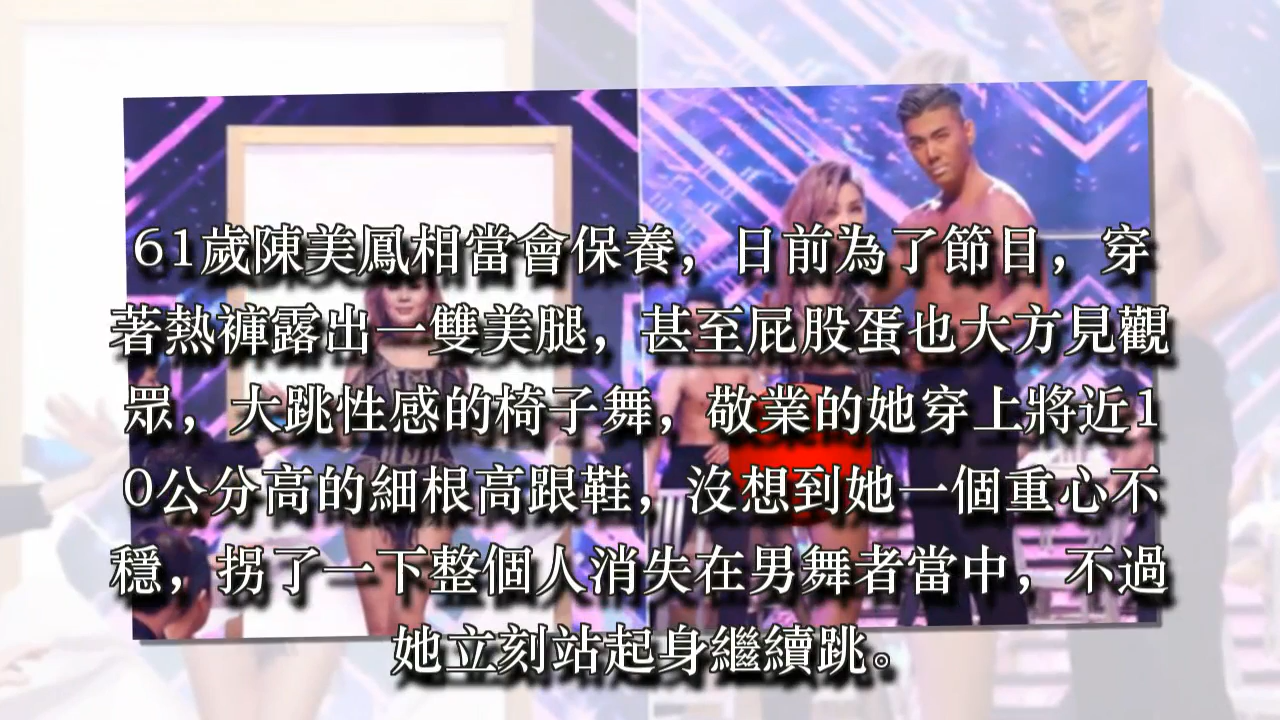 61歲陳美鳳相當會保養，日前為了節目，穿
著熱褲露出一雙美腿，甚至屁股蛋也大方見觀
眾，大跳性感的椅子舞，敬業的她穿上將近1
0公分高的細根高跟鞋，沒想到她一個重心不
穩，拐了一下整個人消失在男舞者當中，不過
她立刻站起身繼續跳。